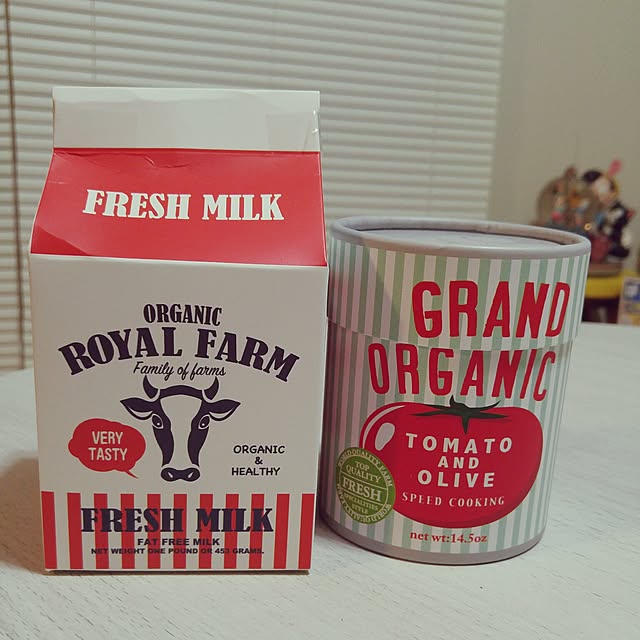 FRESH MILK
ORGANIC
ROYAL FARM
Family of farms
VERY
TASTY
ORGANIC
&
HEALTHY
FRESH MILK
FAT FREE MILK
NET WEIGHT ONE POUND OR 453 GRAMS.
GRAND
ORGANIC
TOMATO
AND
OLIVE
SPEED COOKING
TOP
QUALITY
FRESH
SPECIALITIES
STYLE
net wt:14.5oz